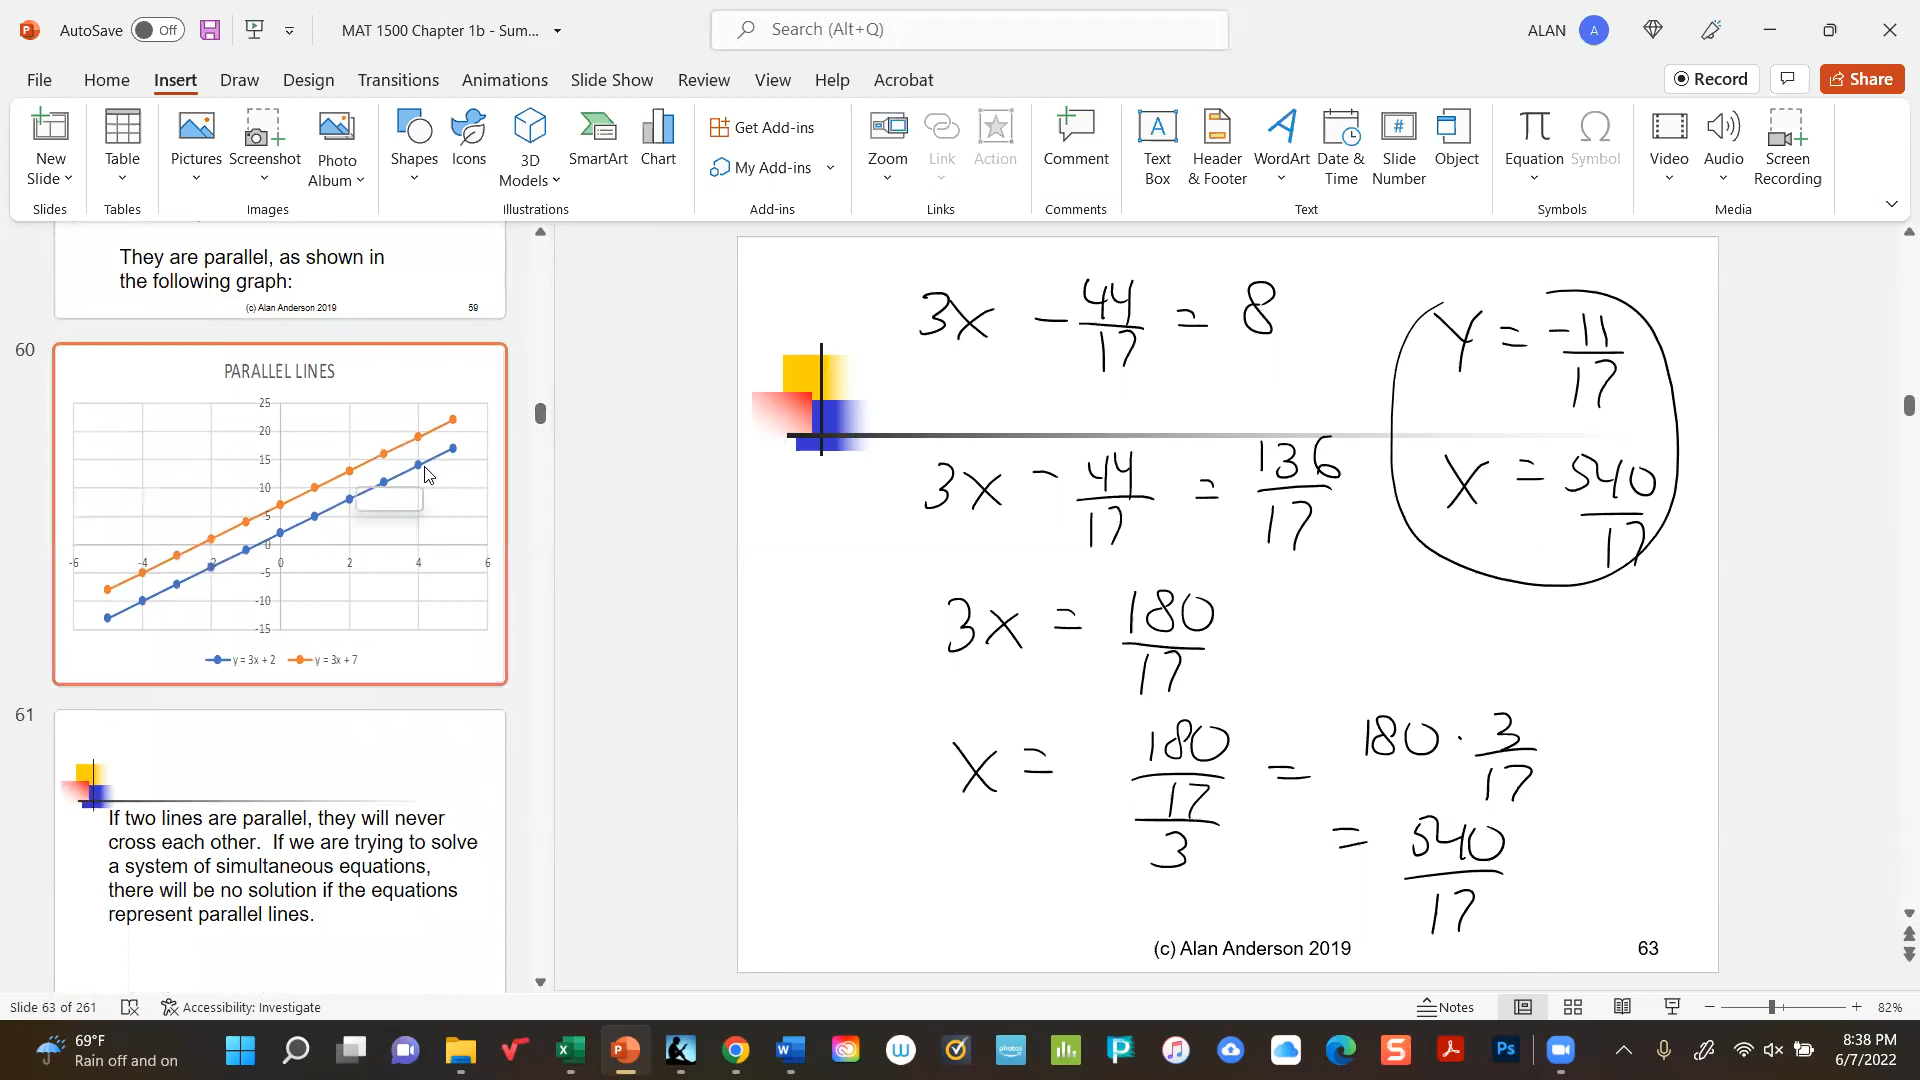 AutoSave Off MAT 1500 Chapter 1b - Sum... Search (Alt+Q) ALAN A
File Home Insert Draw Design Transitions Animations Slide Show Review View Help Acrobat Record Share
New Slide Table Pictures Screenshot Photo Album Shapes Icons 3D Models SmartArt Chart Get Add-ins My Add-ins Zoom Link Action Comment Text Box Header & Footer WordArt Date & Time Slide Number Object Equation Symbol Video Audio Screen Recording
Slides Tables Images Illustrations Add-ins Links Comments Text Symbols Media
They are parallel, as shown in
the following graph:
(c) Alan Anderson 2019 59
60
PARALLEL LINES
25
20
15
10
5
0
-6 -4 -2 0 2 4 6
-5
-10
-15
y = 3x + 2 y = 3x + 7
61
If two lines are parallel, they will never
cross each other. If we are trying to solve
a system of simultaneous equations,
there will be no solution if the equations
represent parallel lines.
3x - 44/17 = 8
y = -11/17
3x - 44/17 = 136/17
x = 540/17
3x = 180/17
x = 180/17/3 = 180 · 3/17
= 540/17
(c) Alan Anderson 2019 63
Slide 63 of 261 Accessibility: Investigate Notes 82%
69°F
Rain off and on
8:38 PM
6/7/2022